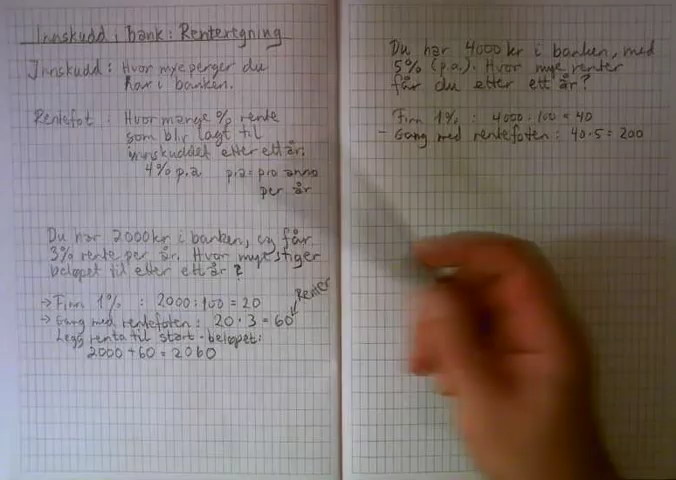 Innskudd i bank: Renteregning
Innskudd: Hvor mye penger du
har i banken.
Rentefot: Hvor mange % rente
som blir lagt til
innskuddet etter ett år.
4% p.a p.a = pro anno
per år
Du har 2000kr i banken, og får
3% rente per år. Hvor mye stiger
beløpet til etter ett år?
→ Finn 1% : 2000:100 = 20
Renter
→ Gang med rentefoten: 20 · 3 = 60
Legg renta til start-beløpet:
2000 + 60 = 2060
Du har 4000 kr i banken, med
5% (p.a). Hvor mye renter
får du etter ett år?
Finn 1% : 4000:100 = 40
- Gang med rentefoten: 40·5 = 200